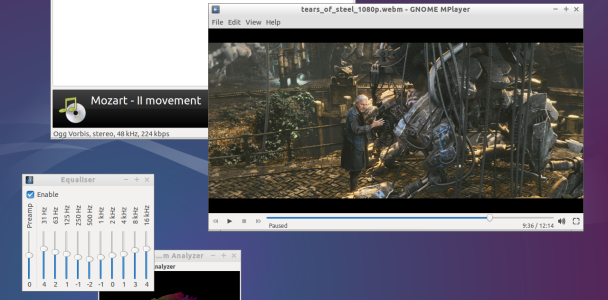 tears_of_steel_1080p.webm - GNOME MPlayer
File Edit View Help
Mozart - II movement
Ogg Vorbis, stereo, 48 kHz, 224 kbps
Paused
9:36 / 12:14
Equaliser
Enable
Preamp 31 Hz 63 Hz 125 Hz 250 Hz 500 Hz 1 kHz 2 kHz 4 kHz 8 kHz 16 kHz
0 4 2 1 -1 -2 -1 0 1 3 4
...m Analyzer
nalyzer